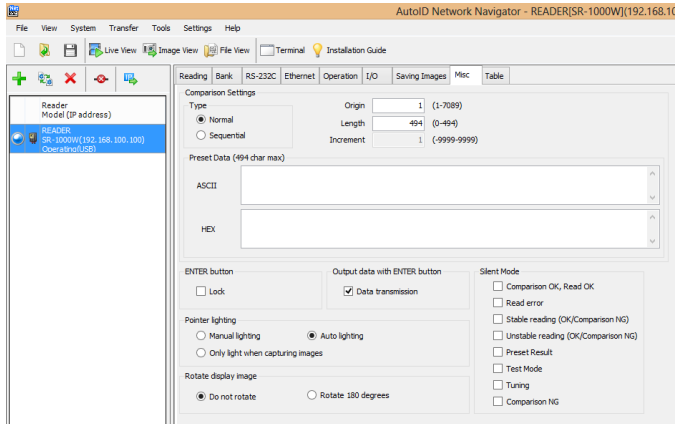 AutoID Network Navigator - READER[SR-1000W](192.168.10
File View System Transfer Tools Settings Help
Live View Image View File View Terminal Installation Guide
Reading Bank RS-232C Ethernet Operation I/O Saving Images Misc Table
Reader
Model (IP address)
READER
SR-1000W(192.168.100.100)
Operating(USB)
Comparison Settings
Type
Normal
Sequential
Origin 1 (1-7089)
Length 494 (0-494)
Increment 1 (-9999-9999)
Preset Data (494 char max)
ASCII
HEX
ENTER button
Lock
Output data with ENTER button
Data transmission
Pointer lighting
Manual lighting Auto lighting
Only light when capturing images
Rotate display image
Do not rotate Rotate 180 degrees
Silent Mode
Comparison OK, Read OK
Read error
Stable reading (OK/Comparison NG)
Unstable reading (OK/Comparison NG)
Preset Result
Test Mode
Tuning
Comparison NG